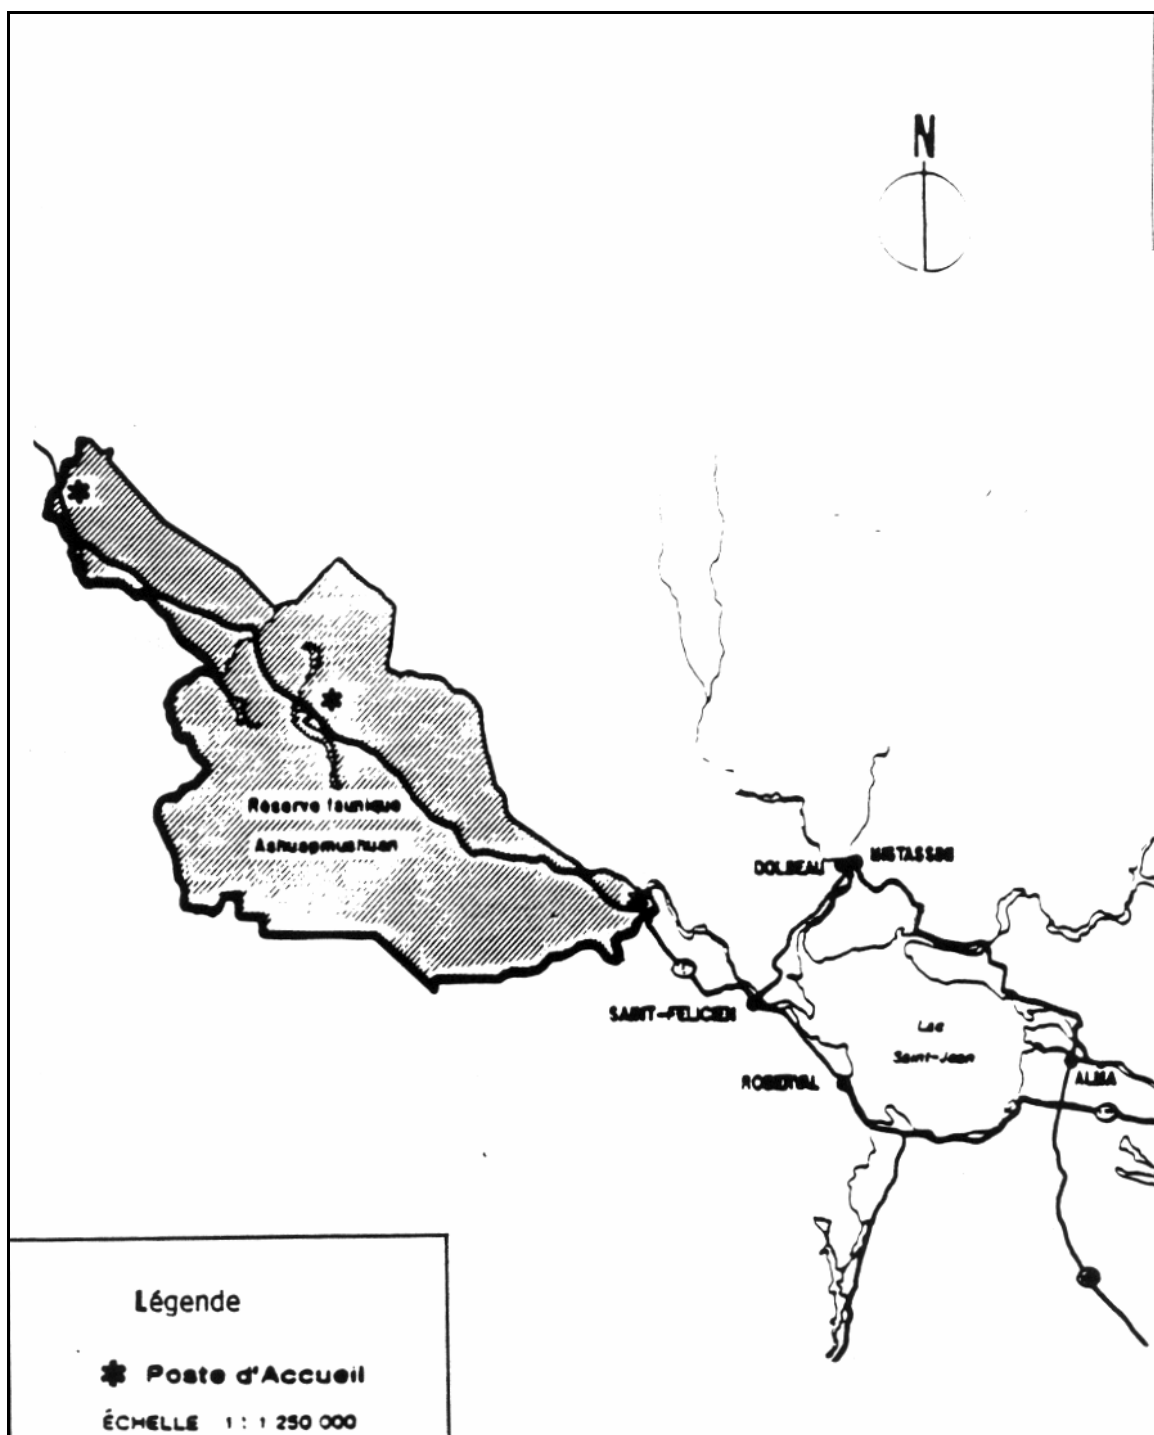 N
Réserve faunique
Ashuapmushuan
DOLBEAU
MISTASSINI
SAINT-FELICIEN
Lac
Saint-Jean
ROBERVAL
ALMA
Légende
Poste d'Accueil
ÉCHELLE 1 : 1 250 000